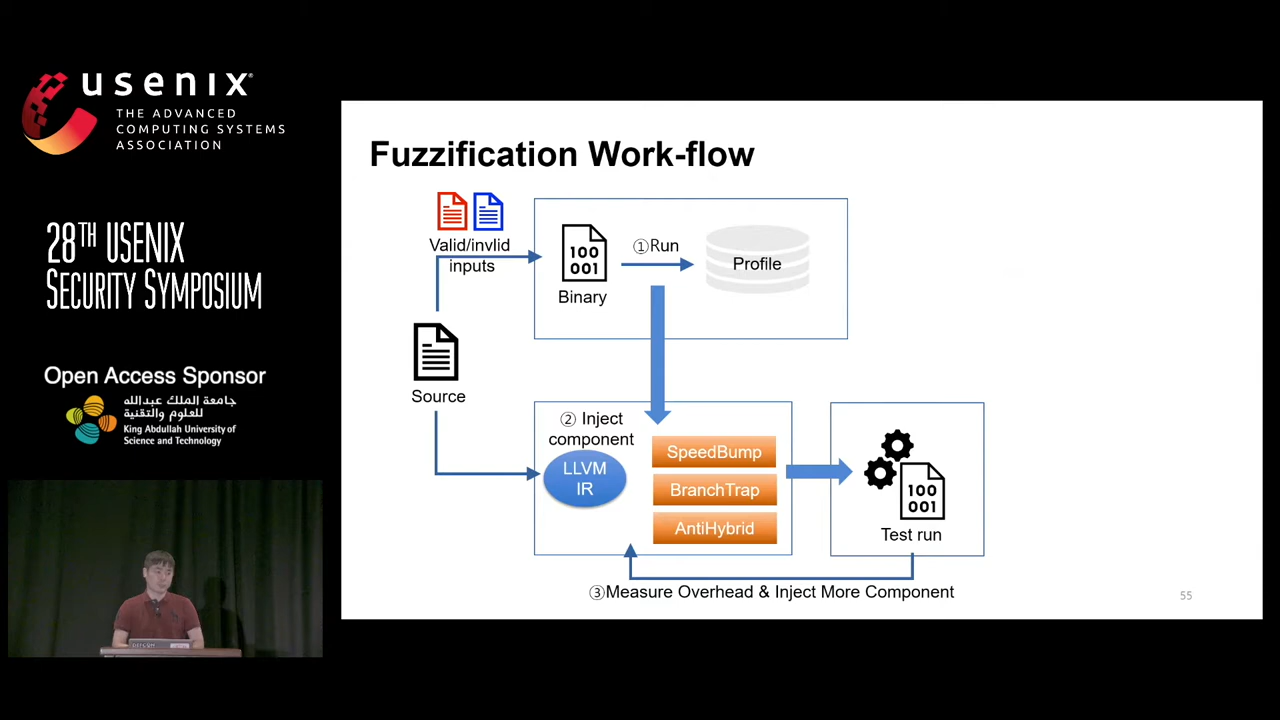 usenix®
THE ADVANCED
COMPUTING SYSTEMS
ASSOCIATION
28TH USENIX
SECURITY SYMPOSIUM
Open Access Sponsor
جامعة الملك عبدالله
للعلوم والتقنية
King Abdullah University of
Science and Technology
Fuzzification Work-flow
Valid/invlid
inputs
100
001
Binary
①Run
Profile
Source
② Inject
component
LLVM
IR
SpeedBump
BranchTrap
AntiHybrid
100
001
Test run
③Measure Overhead & Inject More Component
55